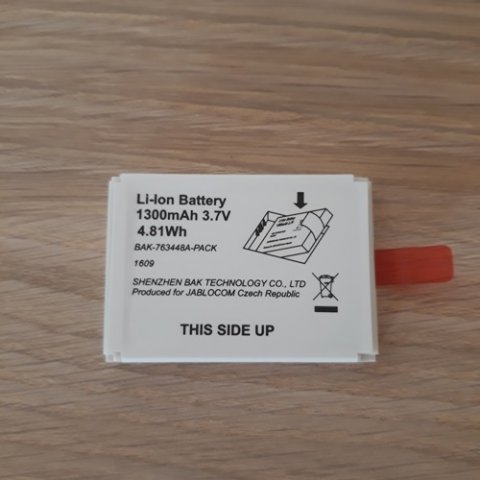 Li-Ion Battery
1300mAh 3.7V
4.81Wh
BAK-763448A-PACK
1609
SHENZHEN BAK TECHNOLOGY CO., LTD
Produced for JABLOCOM Czech Republic
THIS SIDE UP